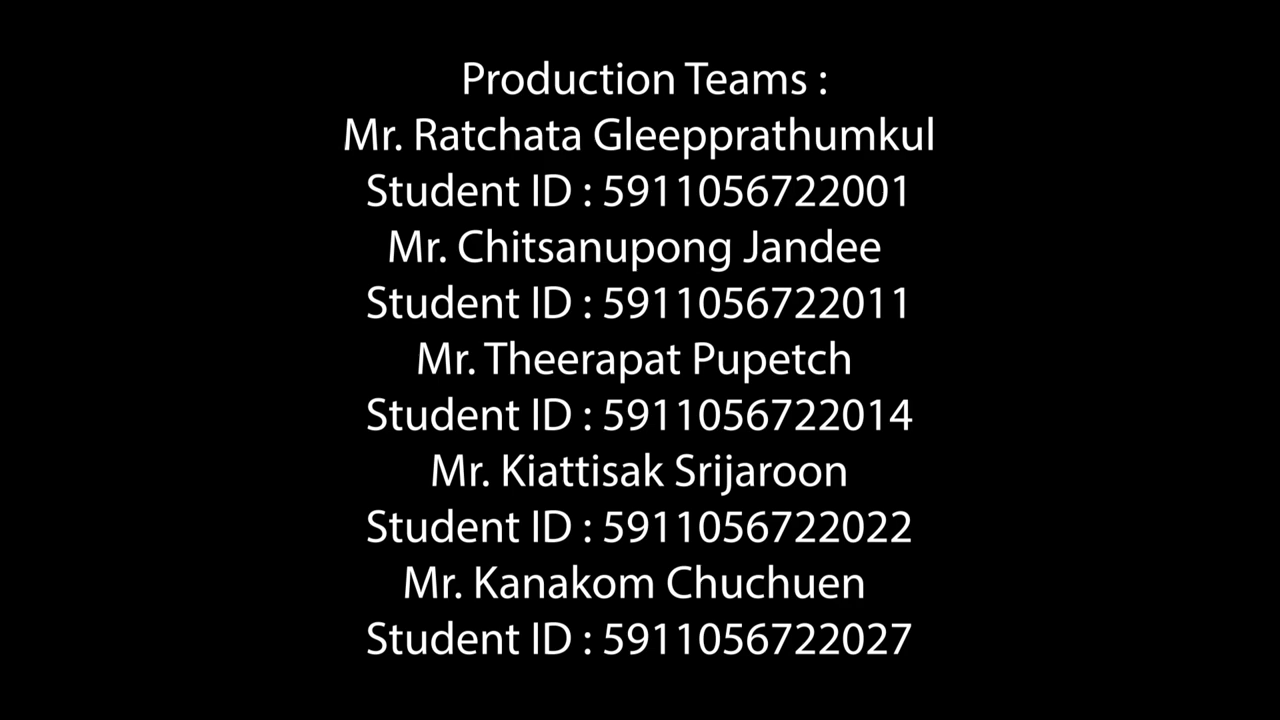 Production Teams :
Mr. Ratchata Gleepprathumkul
Student ID : 5911056722001
Mr. Chitsanupong Jandee
Student ID : 5911056722011
Mr. Theerapat Pupetch
Student ID : 5911056722014
Mr. Kiattisak Srijaroon
Student ID : 5911056722022
Mr. Kanakom Chuchuen
Student ID : 5911056722027